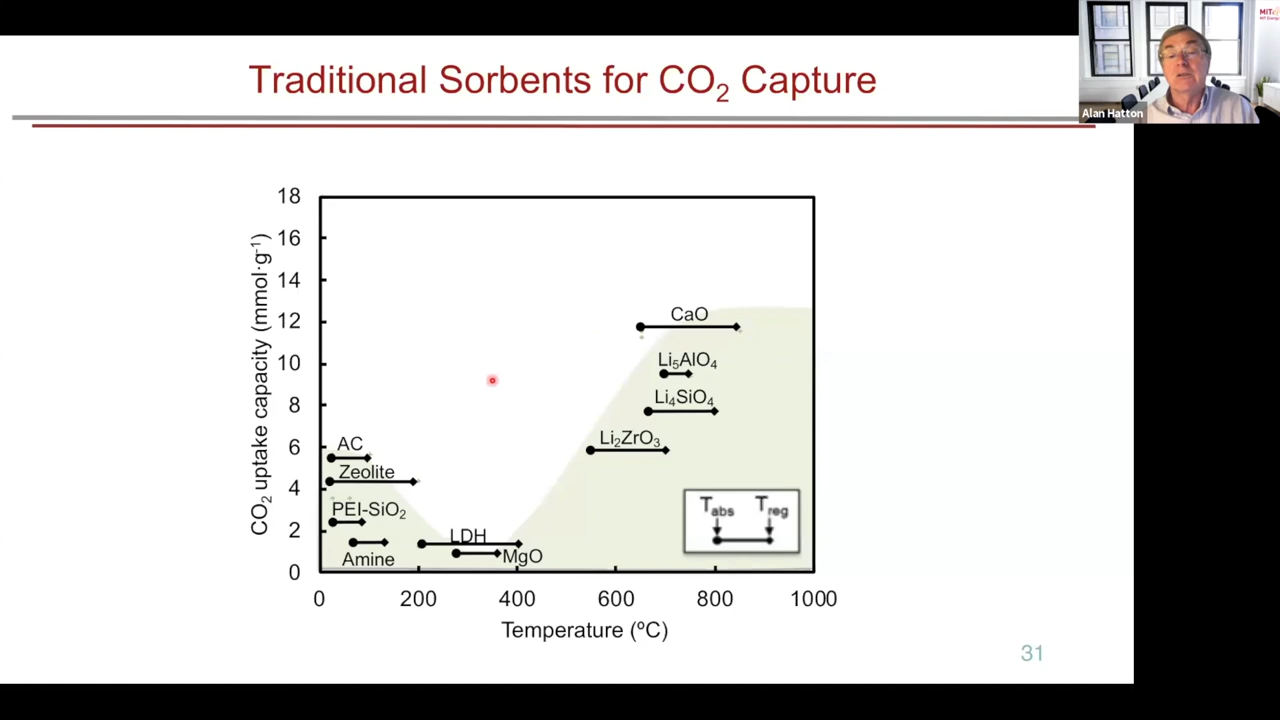 Traditional Sorbents for CO₂ Capture
Alan Hatton
CO₂ uptake capacity (mmol·g⁻¹)
18
16
14
12
10
8
6
4
2
0
CaO
Li₅AlO₄
Li₄SiO₄
Li₂ZrO₃
AC
Zeolite
PEI-SiO₂
Amine
LDH
MgO
T_abs T_reg
0 200 400 600 800 1000
Temperature (ºC)
31